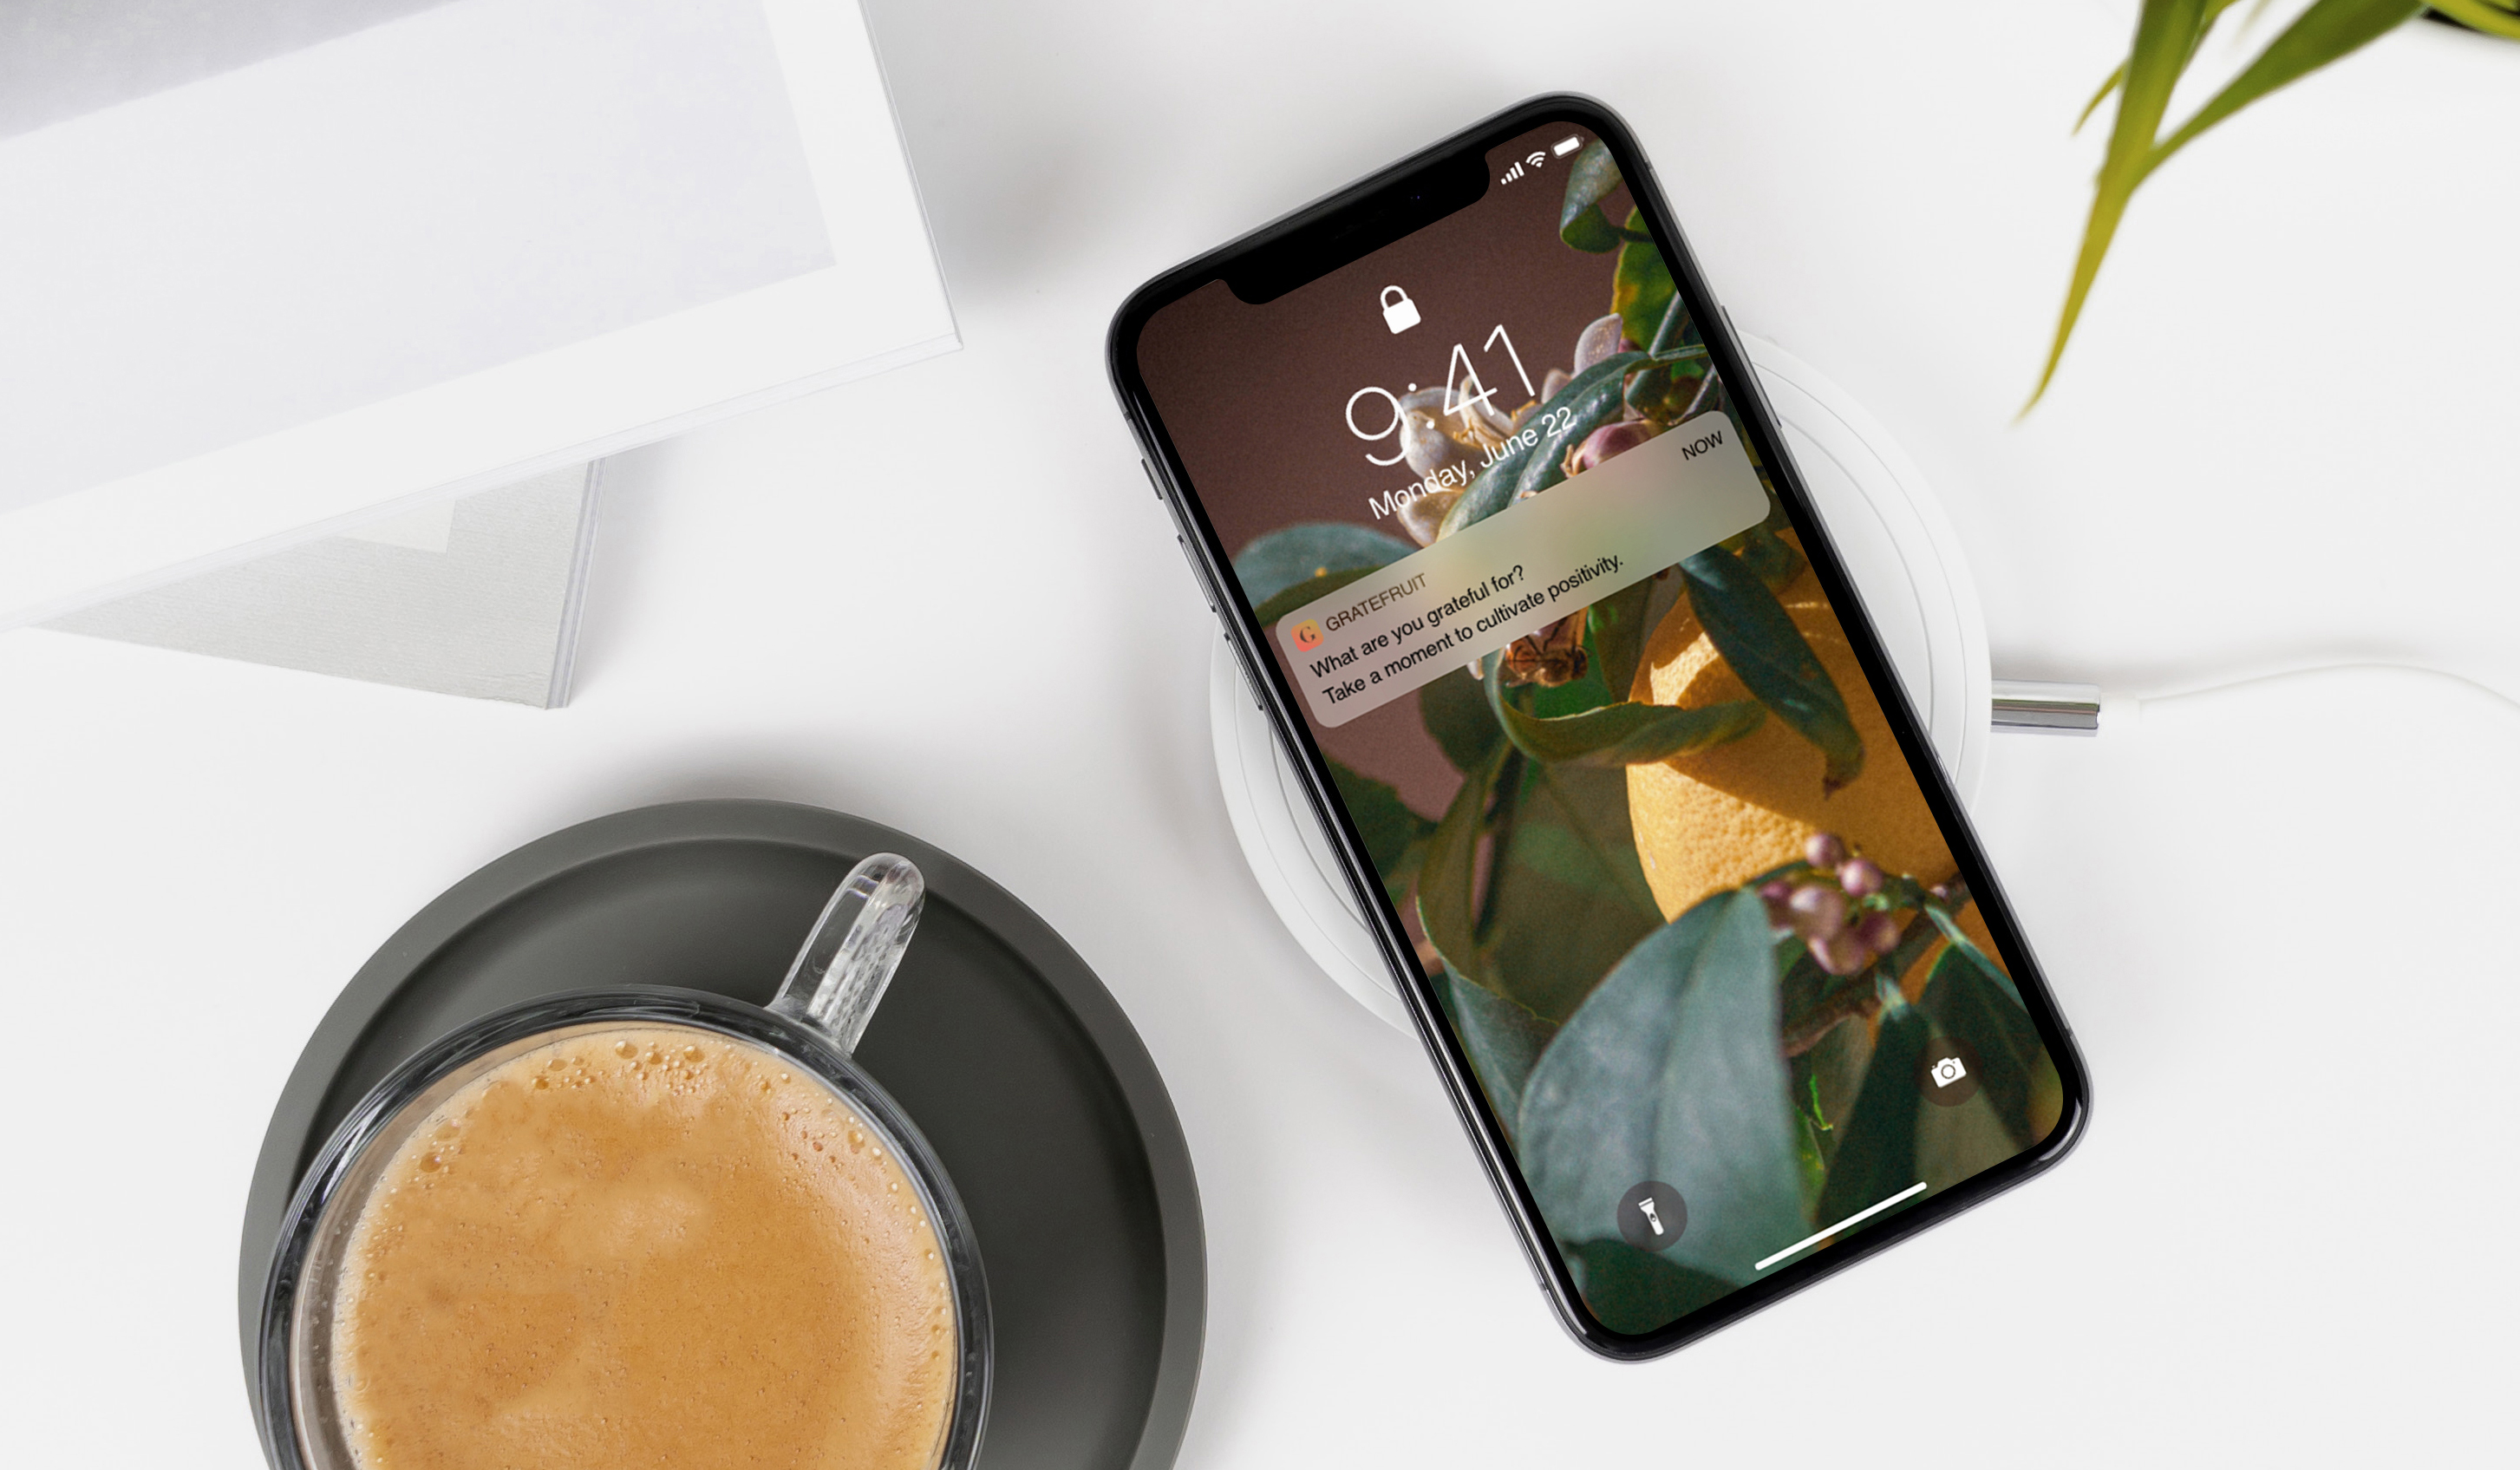 9:41
Monday, June 22
G GRATEFRUIT NOW
What are you grateful for?
Take a moment to cultivate positivity.